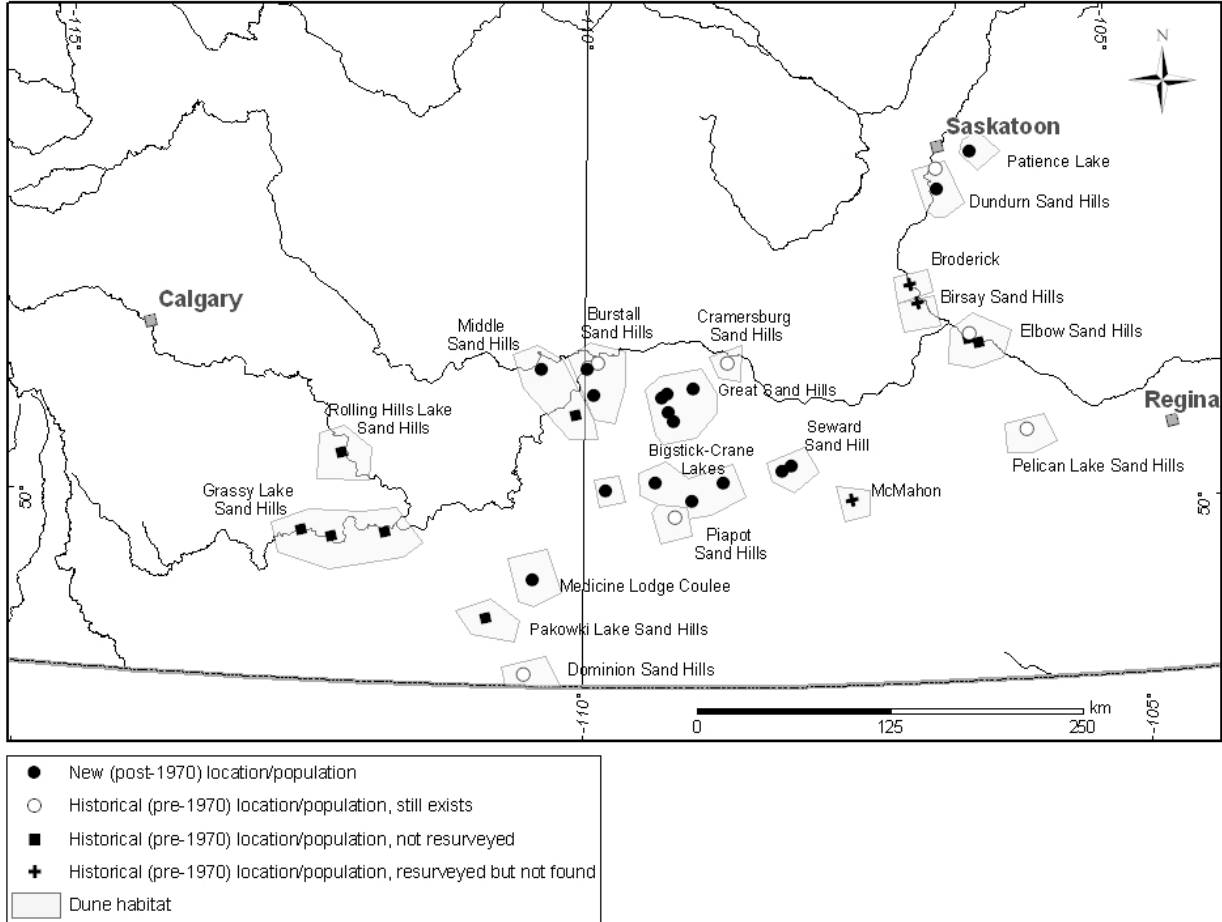 -115°
-110°
-105°
N
Saskatoon
Patience Lake
Dundurn Sand Hills
Broderick
Birsay Sand Hills
Elbow Sand Hills
Calgary
Middle
Sand Hills
Burstall
Sand Hills
Cramersburg
Sand Hills
Great Sand Hills
Regina
Rolling Hills Lake
Sand Hills
Seward
Sand Hill
Bigstick-Crane
Lakes
Pelican Lake Sand Hills
50°
Grassy Lake
Sand Hills
McMahon
50°
Piapot
Sand Hills
Medicine Lodge Coulee
Pakowki Lake Sand Hills
Dominion Sand Hills
-110°
-105°
km
0
125
250
New (post-1970) location/population
Historical (pre-1970) location/population, still exists
Historical (pre-1970) location/population, not resurveyed
Historical (pre-1970) location/population, resurveyed but not found
Dune habitat